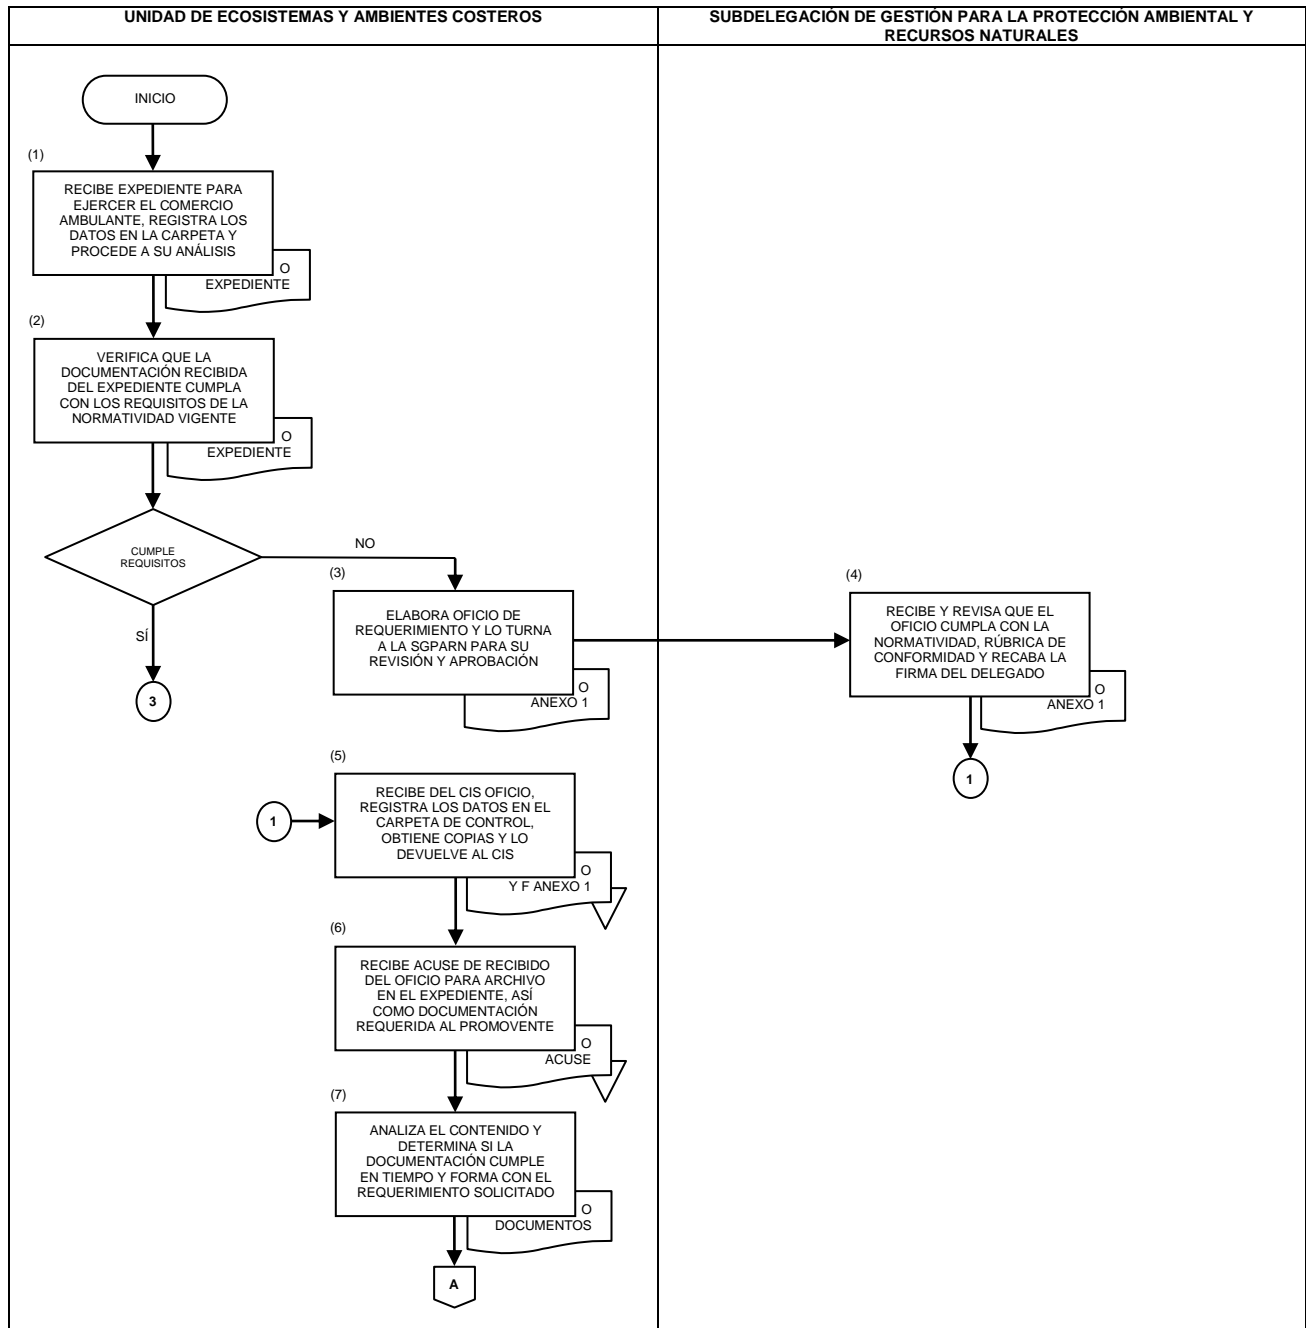 UNIDAD DE ECOSISTEMAS Y AMBIENTES COSTEROS
SUBDELEGACIÓN DE GESTIÓN PARA LA PROTECCIÓN AMBIENTAL Y
RECURSOS NATURALES
INICIO
(1)
RECIBE EXPEDIENTE PARA
EJERCER EL COMERCIO
AMBULANTE, REGISTRA LOS
DATOS EN LA CARPETA Y
PROCEDE A SU ANÁLISIS
O
EXPEDIENTE
(2)
VERIFICA QUE LA
DOCUMENTACIÓN RECIBIDA
DEL EXPEDIENTE CUMPLA
CON LOS REQUISITOS DE LA
NORMATIVIDAD VIGENTE
O
EXPEDIENTE
CUMPLE
REQUISITOS
NO
SÍ
3
(3)
ELABORA OFICIO DE
REQUERIMIENTO Y LO TURNA
A LA SGPARN PARA SU
REVISIÓN Y APROBACIÓN
O
ANEXO 1
(4)
RECIBE Y REVISA QUE EL
OFICIO CUMPLA CON LA
NORMATIVIDAD, RÚBRICA DE
CONFORMIDAD Y RECABA LA
FIRMA DEL DELEGADO
O
ANEXO 1
1
(5)
1
RECIBE DEL CIS OFICIO,
REGISTRA LOS DATOS EN EL
CARPETA DE CONTROL,
OBTIENE COPIAS Y LO
DEVUELVE AL CIS
O
Y F ANEXO 1
(6)
RECIBE ACUSE DE RECIBIDO
DEL OFICIO PARA ARCHIVO
EN EL EXPEDIENTE, ASÍ
COMO DOCUMENTACIÓN
REQUERIDA AL PROMOVENTE
O
ACUSE
(7)
ANALIZA EL CONTENIDO Y
DETERMINA SI LA
DOCUMENTACIÓN CUMPLE
EN TIEMPO Y FORMA CON EL
REQUERIMIENTO SOLICITADO
O
DOCUMENTOS
A